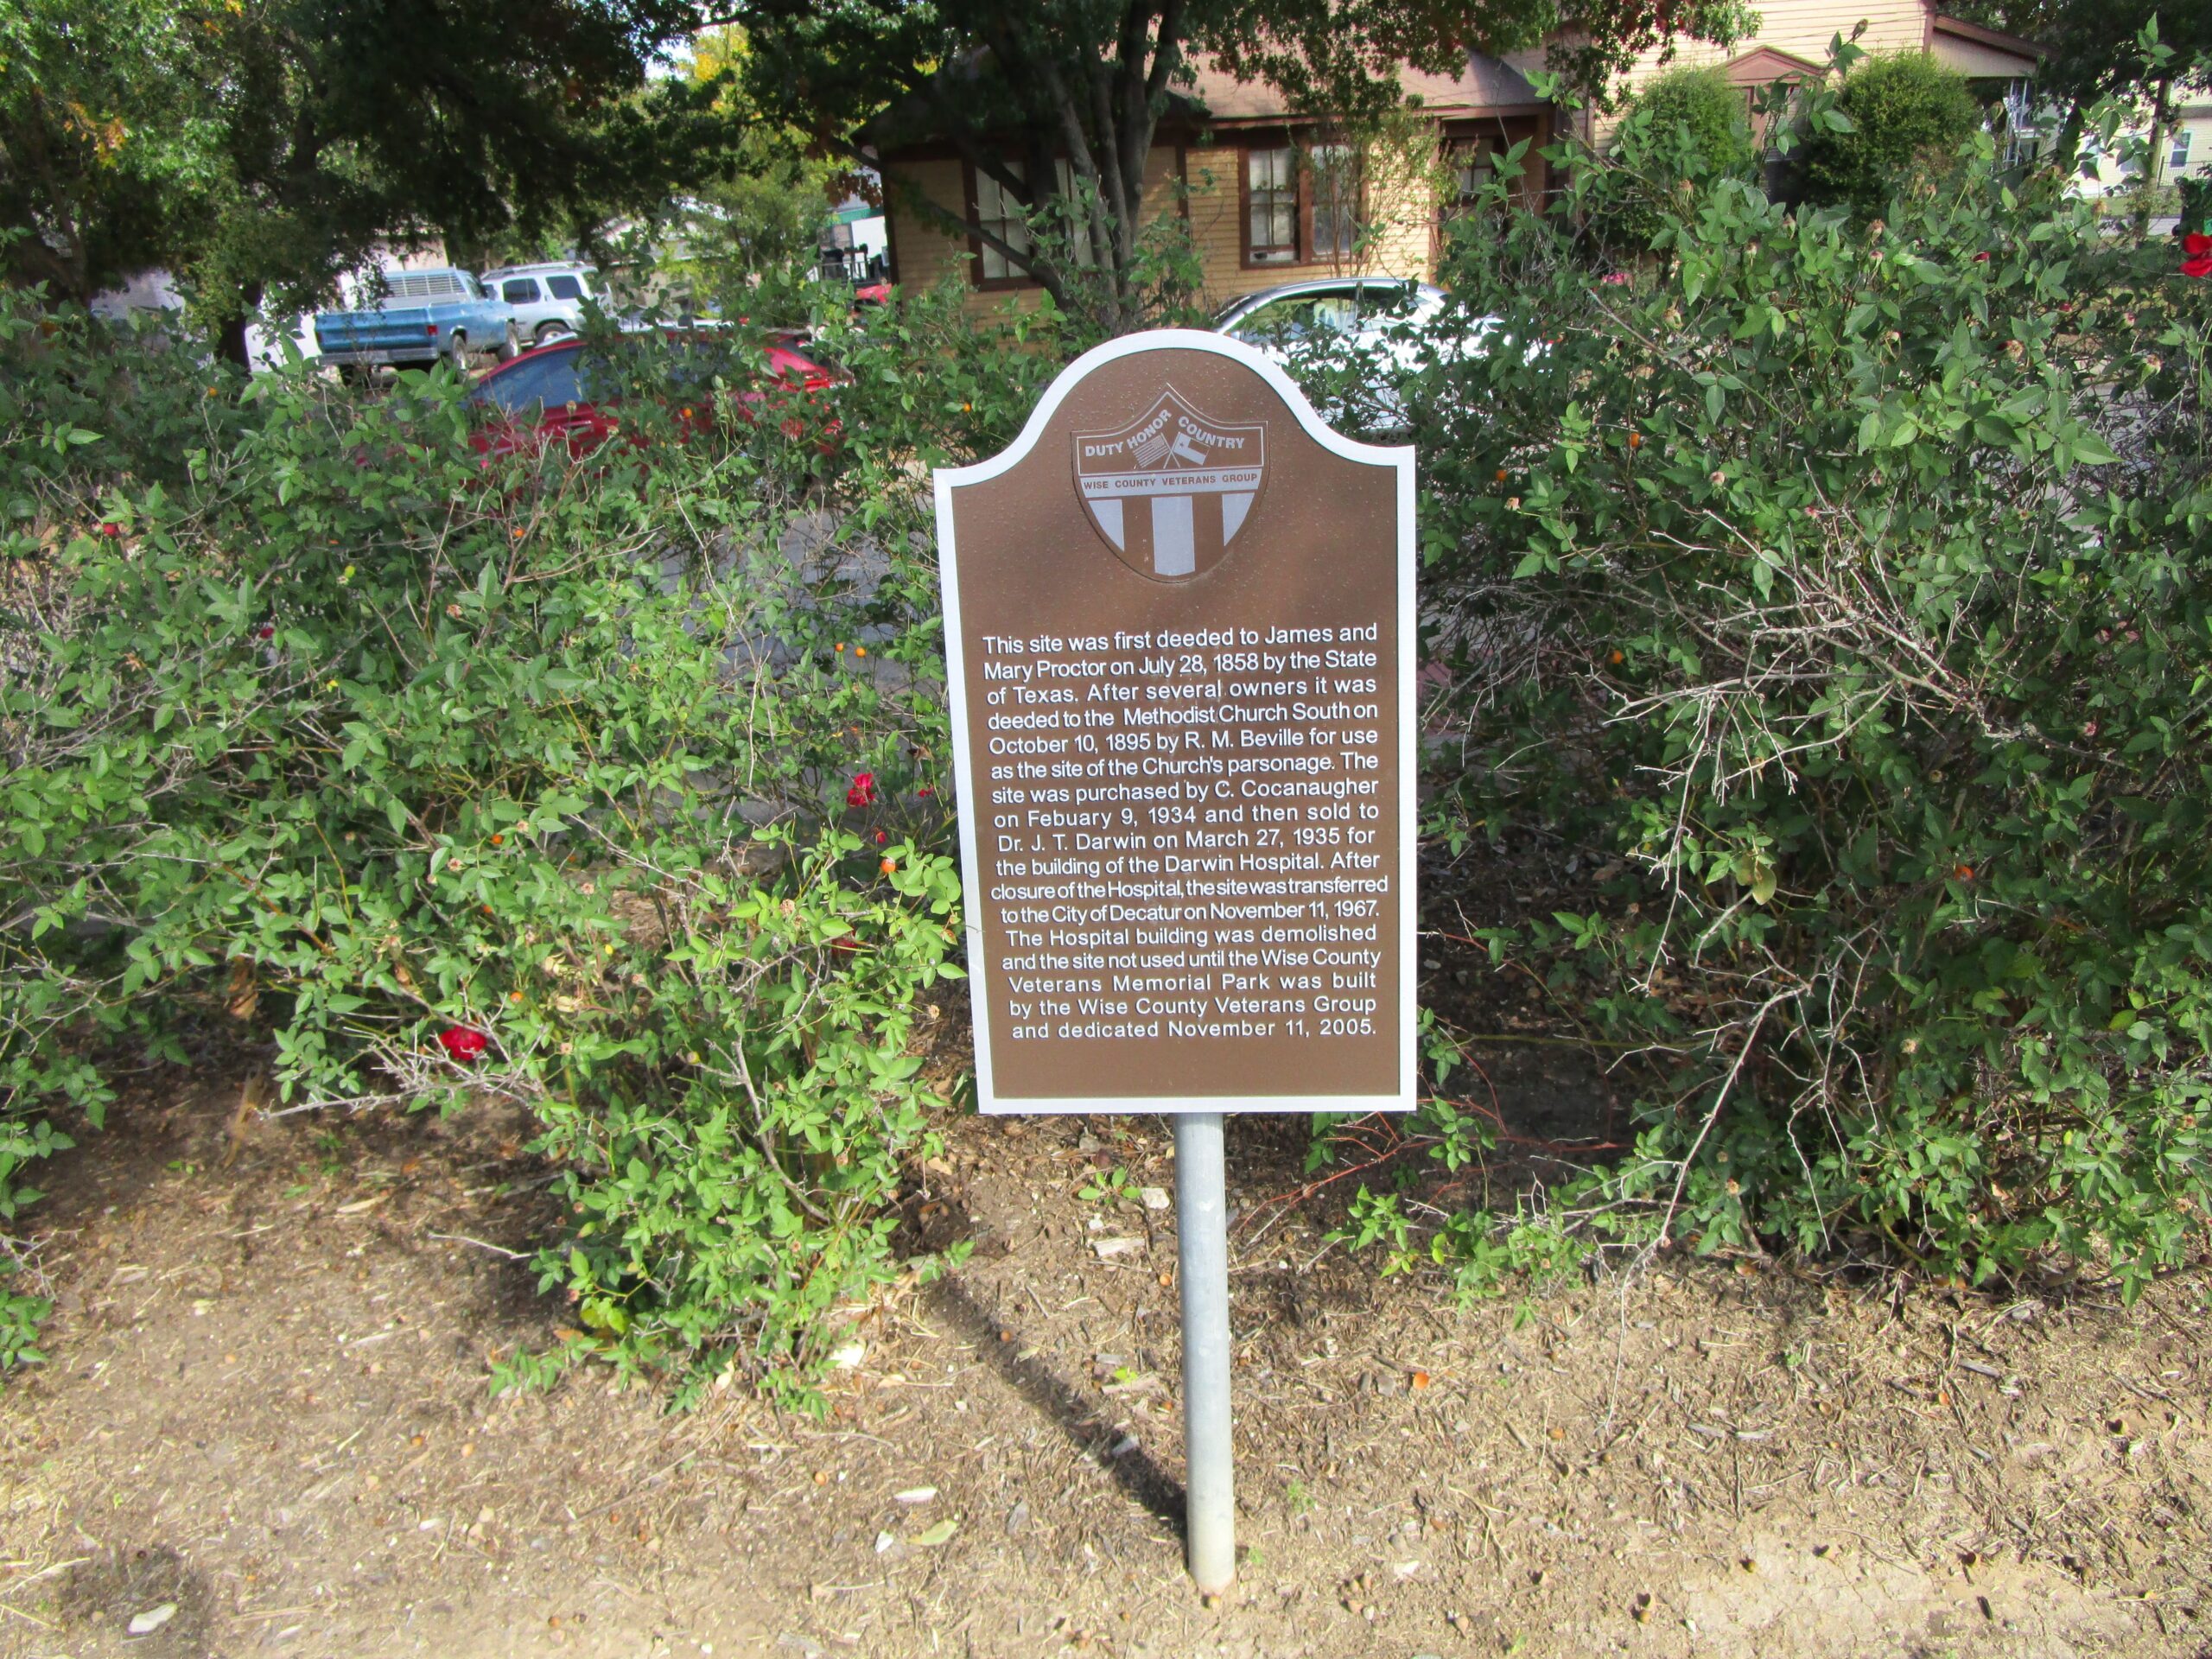 DUTY HONOR COUNTRY
WISE COUNTY VETERANS GROUP
This site was first deeded to James and
Mary Proctor on July 28, 1858 by the State
of Texas. After several owners it was
deeded to the Methodist Church South on
October 10, 1895 by R. M. Beville for use
as the site of the Church's parsonage. The
site was purchased by C. Cocanaugher
on Febuary 9, 1934 and then sold to
Dr. J. T. Darwin on March 27, 1935 for
the building of the Darwin Hospital. After
closure of the Hospital, the site was transferred
to the City of Decatur on November 11, 1967.
The Hospital building was demolished
and the site not used until the Wise County
Veterans Memorial Park was built
by the Wise County Veterans Group
and dedicated November 11, 2005.